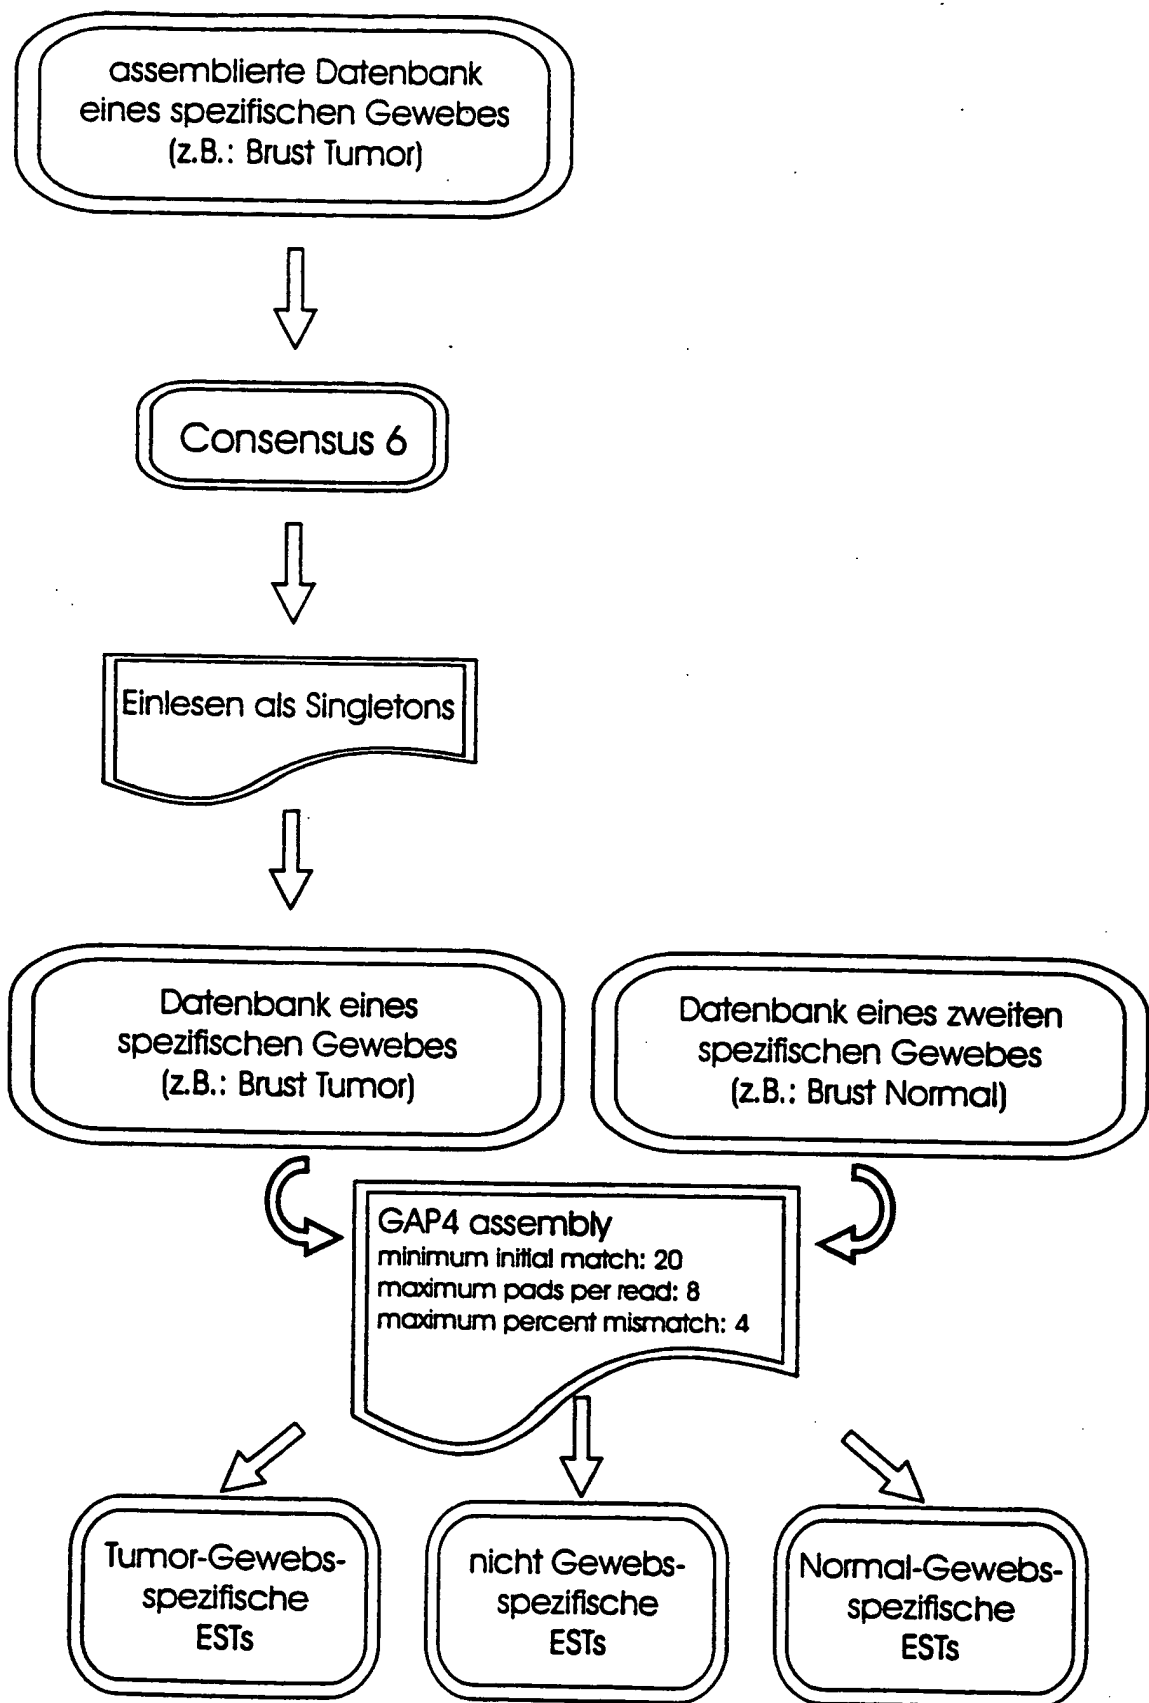 assemblierte Datenbank
eines spezifischen Gewebes
(z.B.: Brust Tumor)
Consensus 6
Einlesen als Singletons
Datenbank eines
spezifischen Gewebes
(z.B.: Brust Tumor)
Datenbank eines zweiten
spezifischen Gewebes
(z.B.: Brust Normal)
GAP4 assembly
minimum initial match: 20
maximum pads per read: 8
maximum percent mismatch: 4
Tumor-Gewebs-
spezifische
ESTs
nicht Gewebs-
spezifische
ESTs
Normal-Gewebs-
spezifische
ESTs